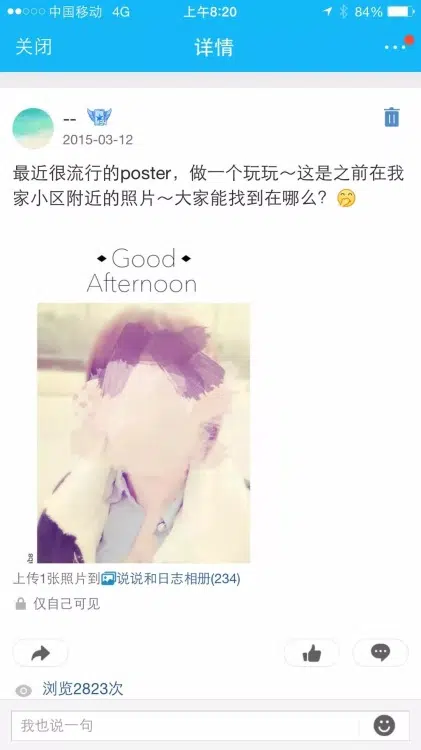 中国移动 4G 上午8:20 84%
关闭 详情
--
2015-03-12
最近很流行的poster，做一个玩玩～这是之前在我
家小区附近的照片～大家能找到在哪么？
Good
Afternoon
上传1张照片到说说和日志相册(234)
仅自己可见
浏览2823次
我也说一句